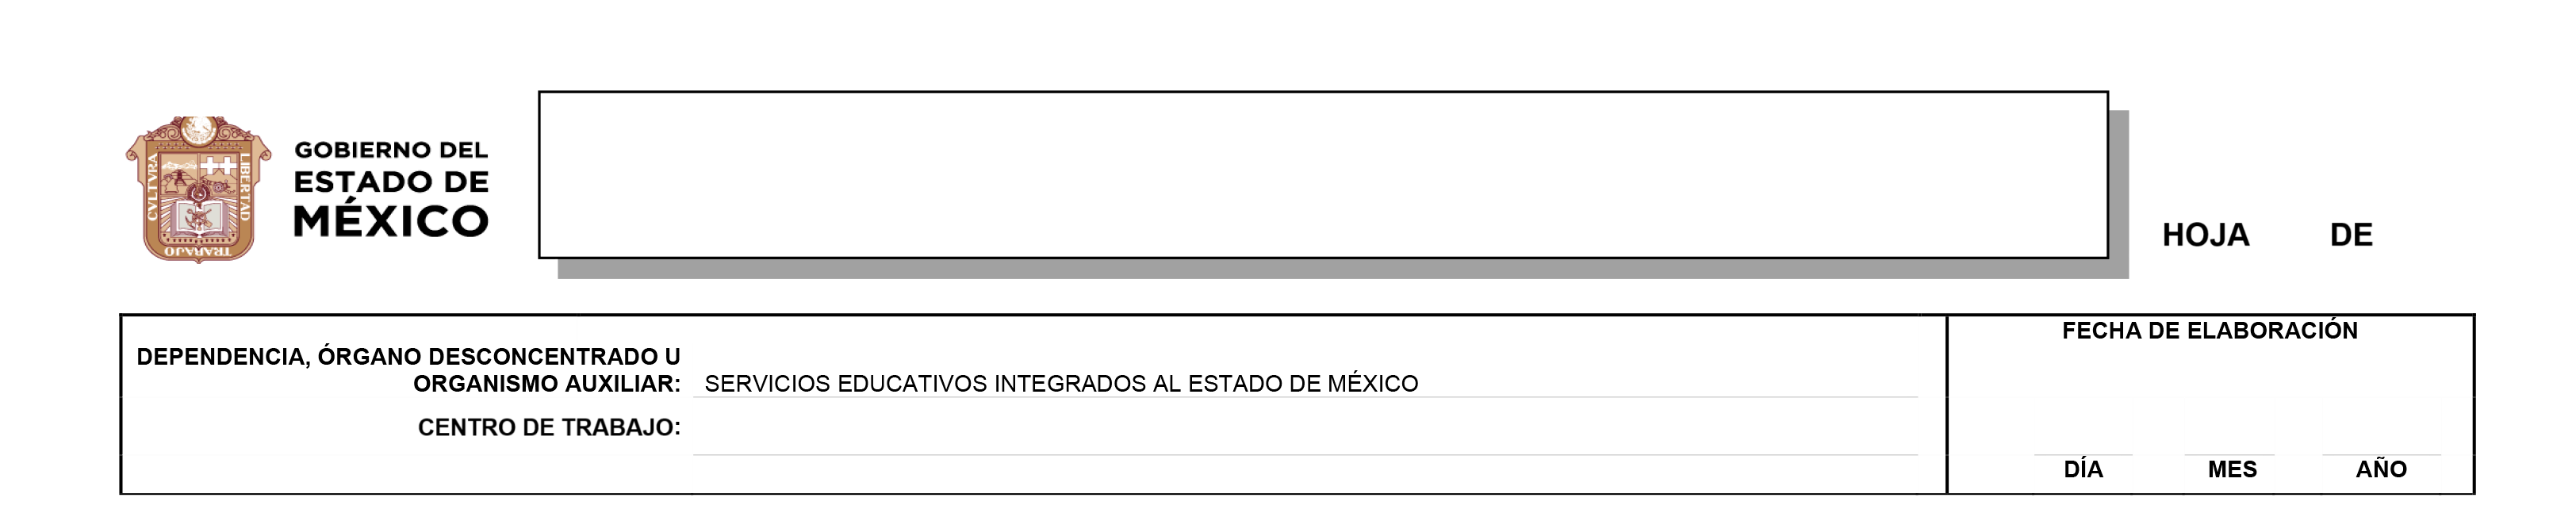 CVLTVRA
LIBERTAD
TRABAJO
GOBIERNO DEL
ESTADO DE
MÉXICO
HOJA DE
DEPENDENCIA, ÓRGANO DESCONCENTRADO U
ORGANISMO AUXILIAR: SERVICIOS EDUCATIVOS INTEGRADOS AL ESTADO DE MÉXICO
CENTRO DE TRABAJO:
FECHA DE ELABORACIÓN
DÍA MES AÑO